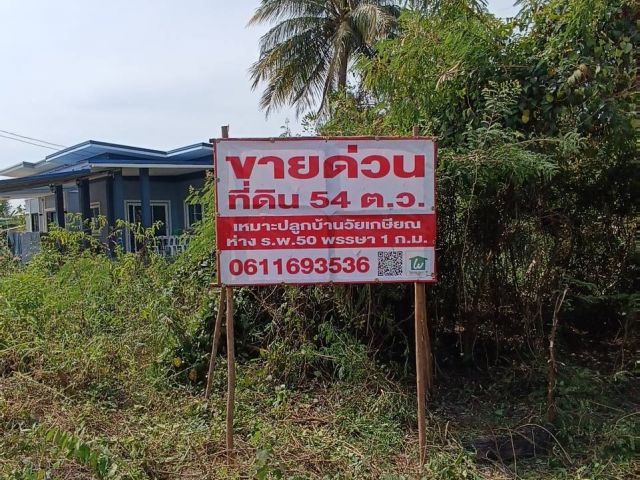 ขายด่วน
ที่ดิน 54 ต.ว.
เหมาะปลูกบ้านวัยเกษียณ
ห่าง ร.พ.50 พรรษา 1 ก.ม.
0611693536